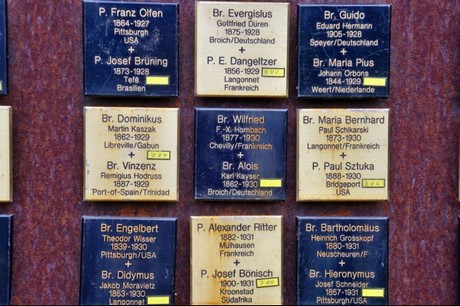 P. Franz Olfen
1864-1927
Pittsburgh
USA
+
P. Josef Brüning
1873-1928
Tefé
Brasilien
Br. Evergislus
Gottfried Düren
1875-1928
Broich/Deutschland
+
P. E. Dangeltzer
1856-1929
Langonnet
Frankreich
Br. Guido
Eduard Hermann
1905-1928
Speyer/Deutschland
+
Br. Maria Pius
Johann Orbons
1844-1929
Weert/Niederlande
Br. Dominikus
Martin Kaszak
1862-1929
Libreville/Gabun
+
Br. Vinzenz
Remigius Hodruss
1887-1929
Port-of-Spain/Trinidad
Br. Wilfried
F.-X. Hornbach
1877-1930
Chevilly/Frankreich
+
Br. Alois
Karl Kayser
1862-1930
Broich/Deutschland
Br. Maria Bernhard
Paul Schikarski
1873-1930
Langonnet/Frankreich
+
P. Paul Sztuka
1888-1930
Bridgeport
USA
Br. Engelbert
Theodor Wisser
1839-1930
Pittsburgh/USA
+
Br. Didymus
Jakob Moravietz
1853-1930
Langonnet
P. Alexander Ritter
1882-1931
Mülhausen
Frankreich
+
P. Josef Bönisch
1900-1931
Kroonstad
Südafrika
Br. Bartholomäus
Heinrich Grosskopf
1880-1931
Neuscheuren/F
+
Br. Hieronymus
Josef Schneider
1857-1931
Pittsburgh/USA